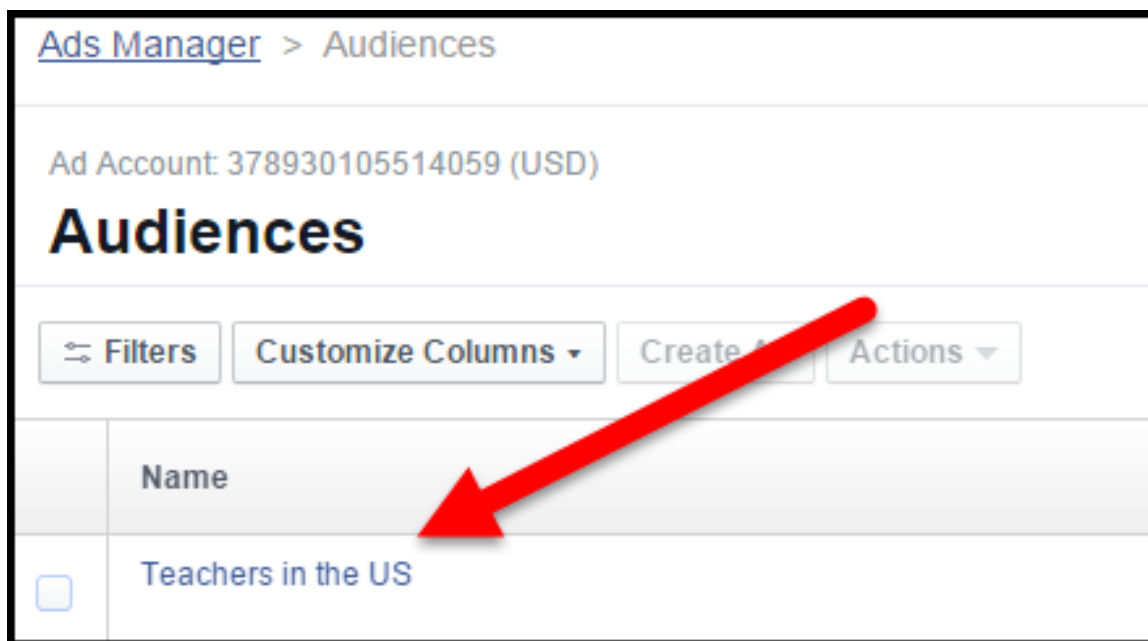 Ads Manager > Audiences
Ad Account: 378930105514059 (USD)
Audiences
Filters Customize Columns Create Actions
Name
Teachers in the US